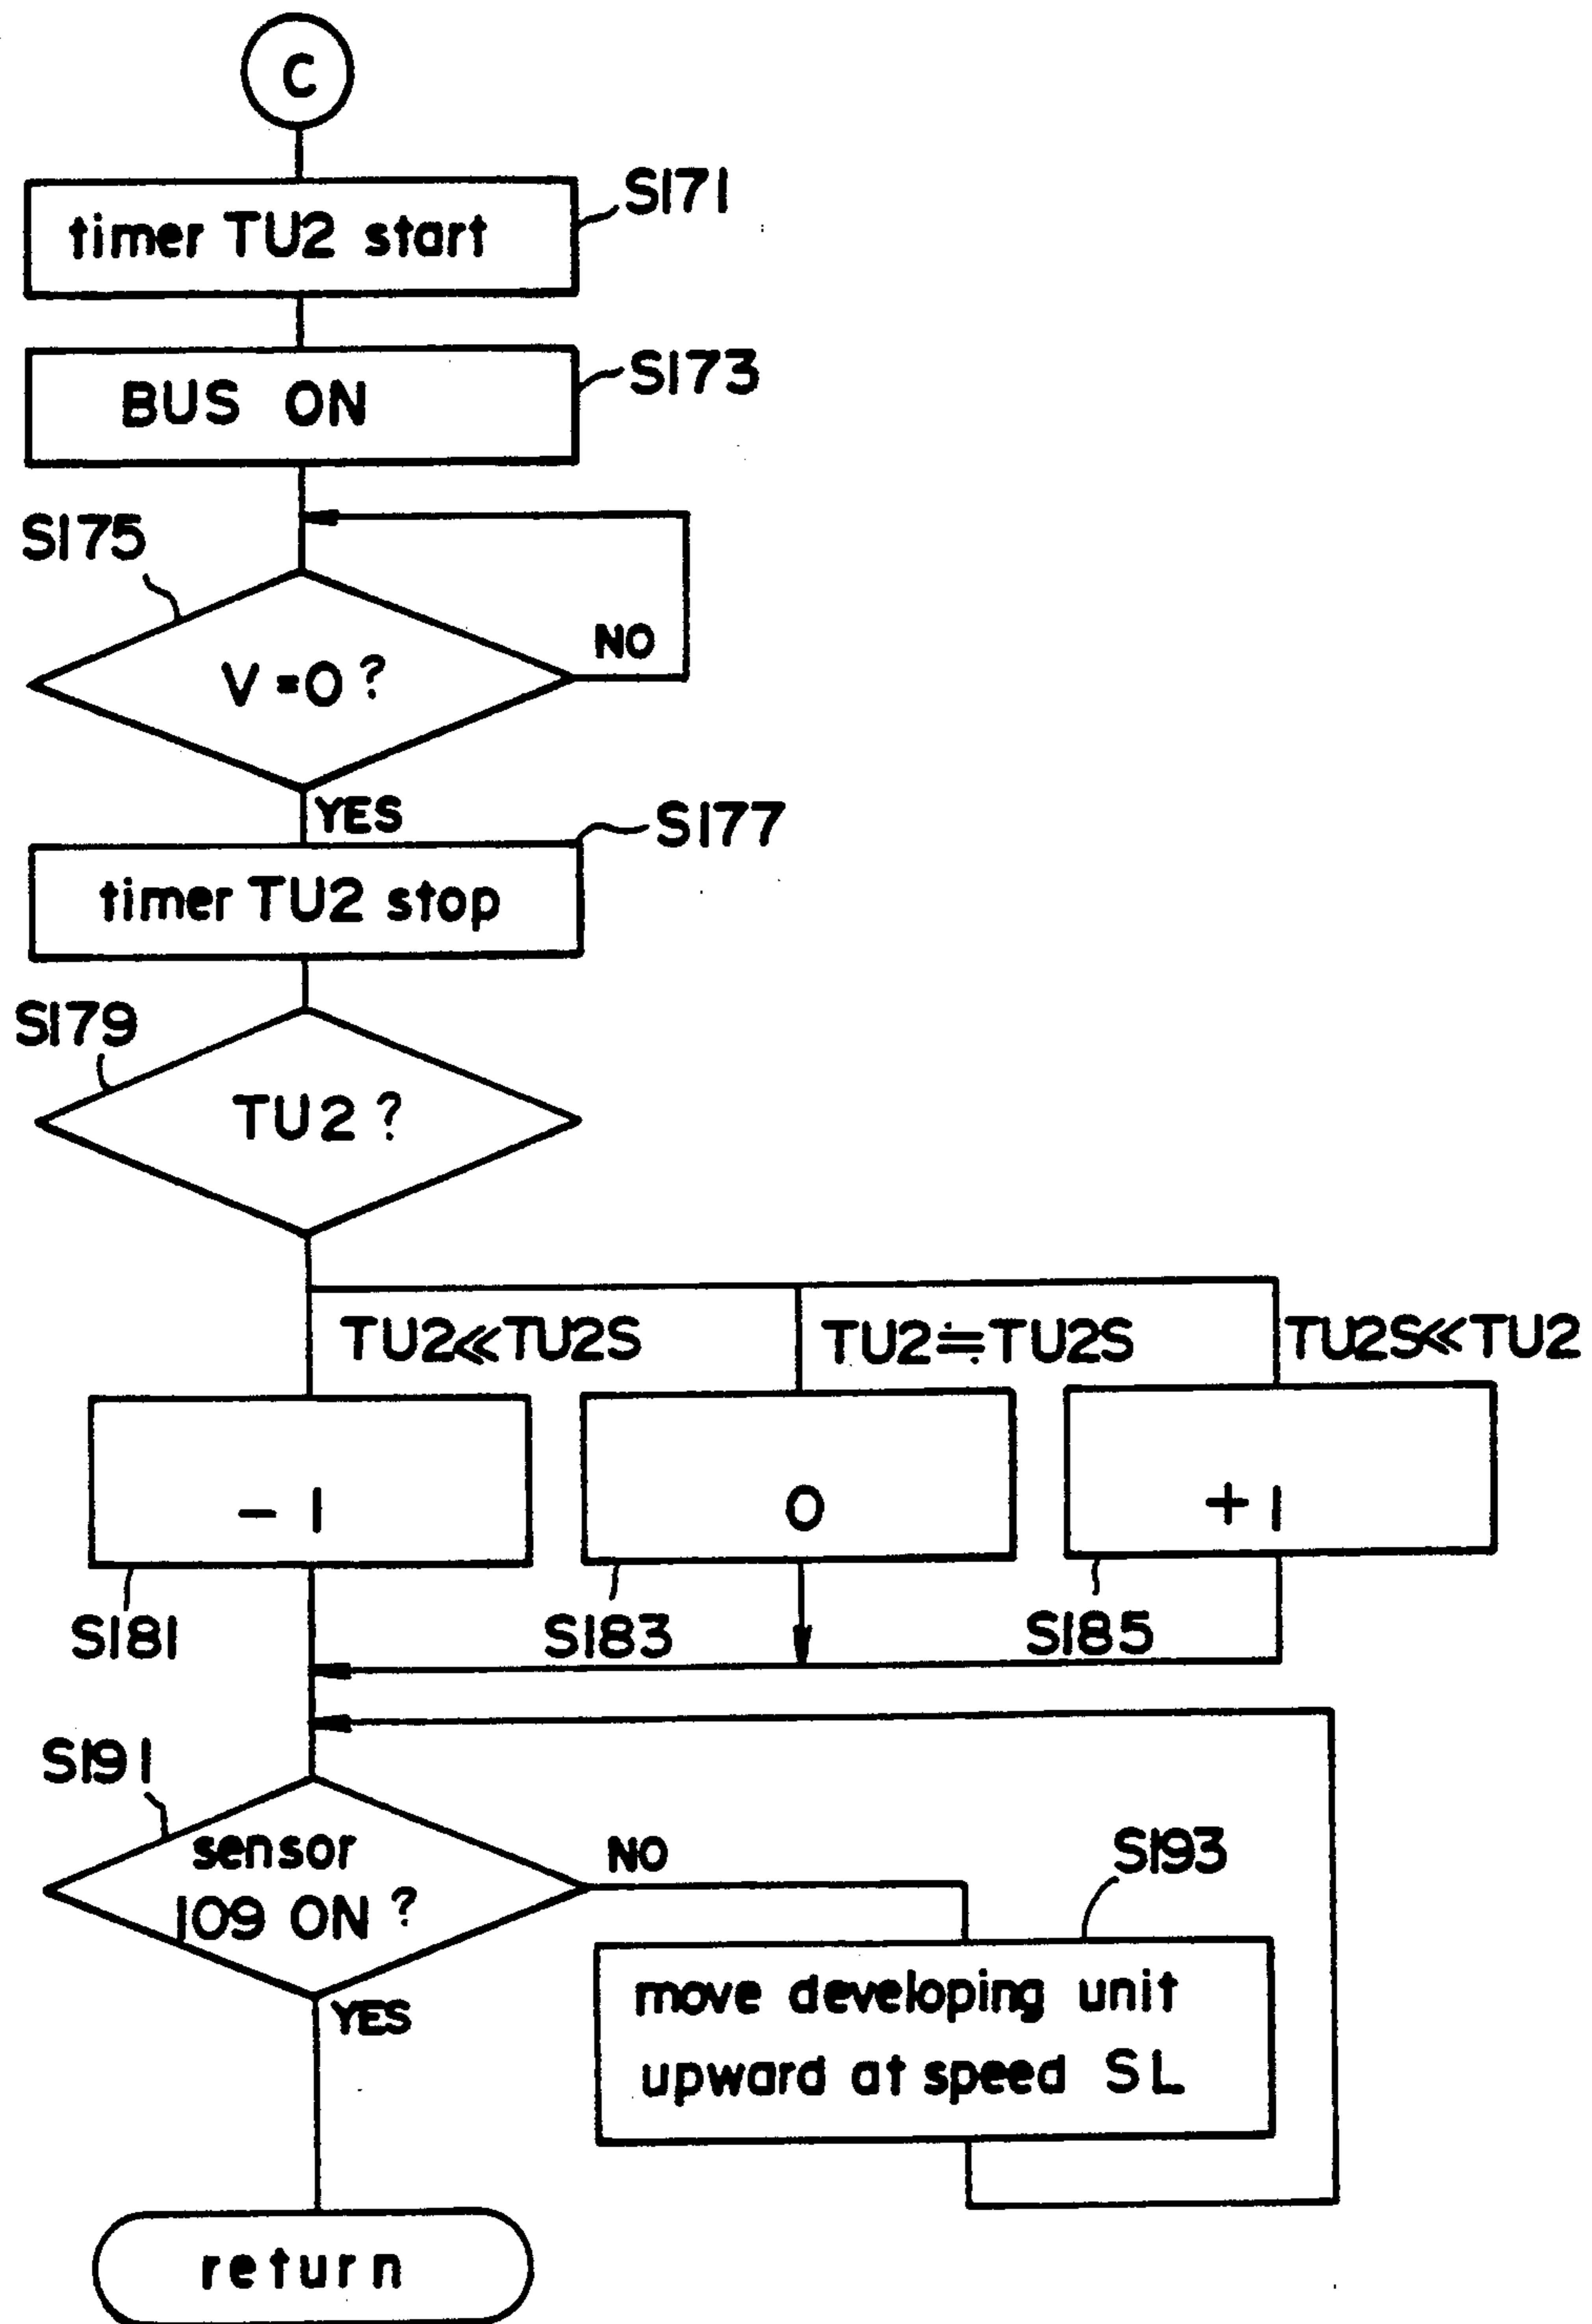 C
timer TU2 start
S171
BUS ON
S173
S175
V=0?
NO
YES
S177
timer TU2 stop
S179
TU2?
TU2≪TU2S
TU2≒TU2S
TU2S≪TU2
-1
0
+1
S181
S183
S185
S191
sensor
109 ON?
NO
S193
move developing unit
upward at speed SL
YES
return